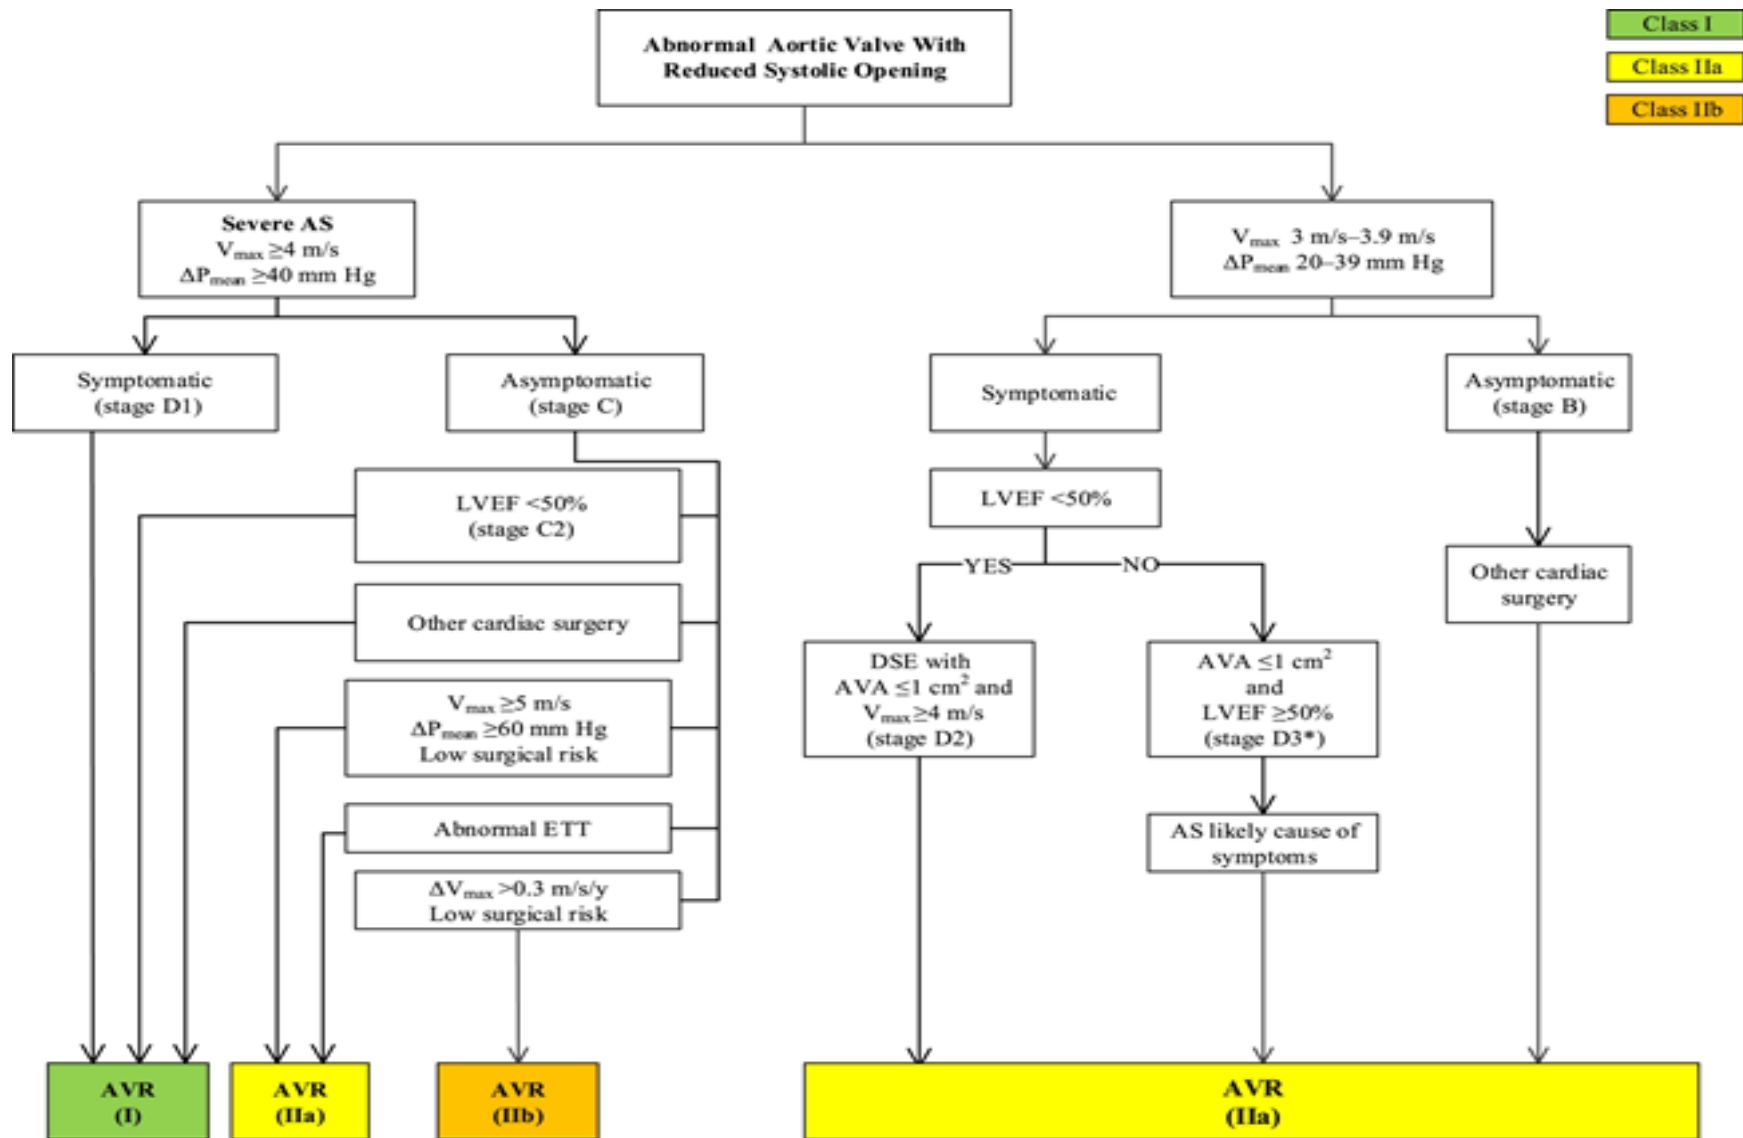 Abnormal Aortic Valve With
Reduced Systolic Opening
Class I
Class IIa
Class IIb
Severe AS
Vmax ≥4 m/s
ΔPmean ≥40 mm Hg
Vmax 3 m/s–3.9 m/s
ΔPmean 20–39 mm Hg
Symptomatic
(stage D1)
Asymptomatic
(stage C)
Symptomatic
Asymptomatic
(stage B)
LVEF <50%
(stage C2)
Other cardiac surgery
Vmax ≥5 m/s
ΔPmean ≥60 mm Hg
Low surgical risk
Abnormal ETT
ΔVmax >0.3 m/s/y
Low surgical risk
LVEF <50%
YES
NO
Other cardiac
surgery
DSE with
AVA ≤1 cm² and
Vmax ≥4 m/s
(stage D2)
AVA ≤1 cm²
and
LVEF ≥50%
(stage D3*)
AS likely cause of
symptoms
AVR
(I)
AVR
(IIa)
AVR
(IIb)
AVR
(IIa)